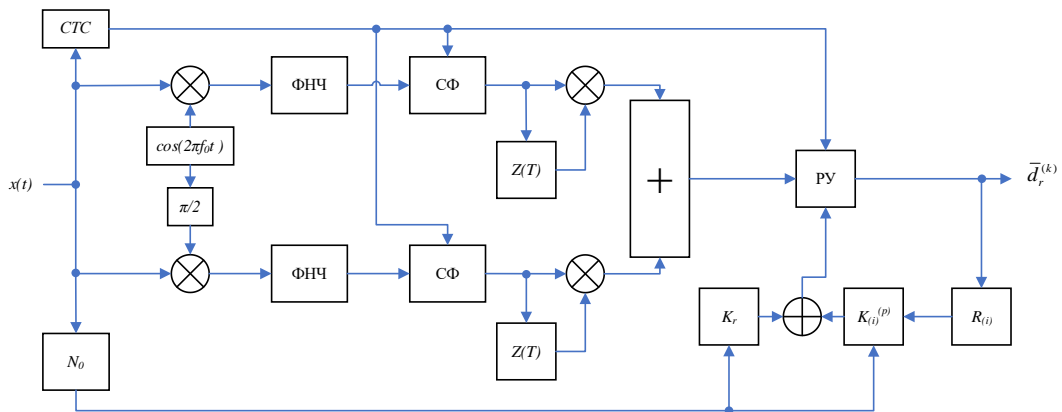 СТС
ФНЧ
СФ
cos(2πf₀t )
Z(T)
+
x(t)
π/2
РУ
d̅ᵣ⁽ᵏ⁾
ФНЧ
СФ
Z(T)
N₀
Kᵣ
K₍ᵢ₎⁽ᵖ⁾
R₍ᵢ₎